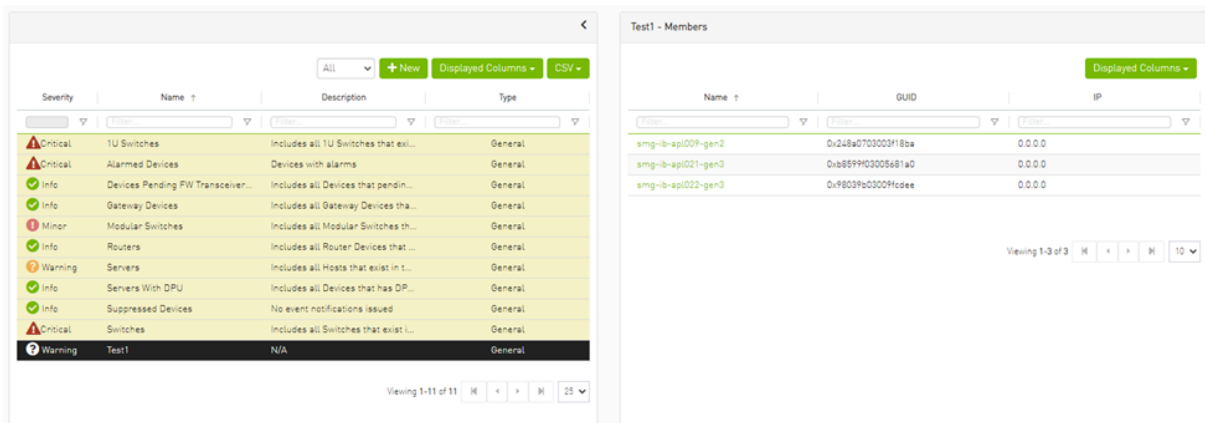 Test1 - Members
All + New Displayed Columns CSV
Severity Name ↑ Description Type
Filter... Filter... Filter...
Critical 1U Switches Includes all 1U Switches that exi... General
Critical Alarmed Devices Devices with alarms General
Info Devices Pending FW Transceiver... Includes all Devices that pendin... General
Info Gateway Devices Includes all Gateway Devices tha... General
Minor Modular Switches Includes all Modular Switches th... General
Info Routers Includes all Router Devices that ... General
Warning Servers Includes all Hosts that exist in t... General
Info Servers With DPU Includes all Devices that has DP... General
Info Suppressed Devices No event notifications issued General
Critical Switches Includes all Switches that exist i... General
Warning Test1 N/A General
Viewing 1-11 of 11 25
Displayed Columns
Name ↑ GUID IP
Filter... Filter... Filter...
smg-ib-apl009-gen2 0x248a0703003f18ba 0.0.0.0
smg-ib-apl021-gen3 0xb8599f03005681a0 0.0.0.0
smg-ib-apl022-gen3 0x98039b03009fcdee 0.0.0.0
Viewing 1-3 of 3 10